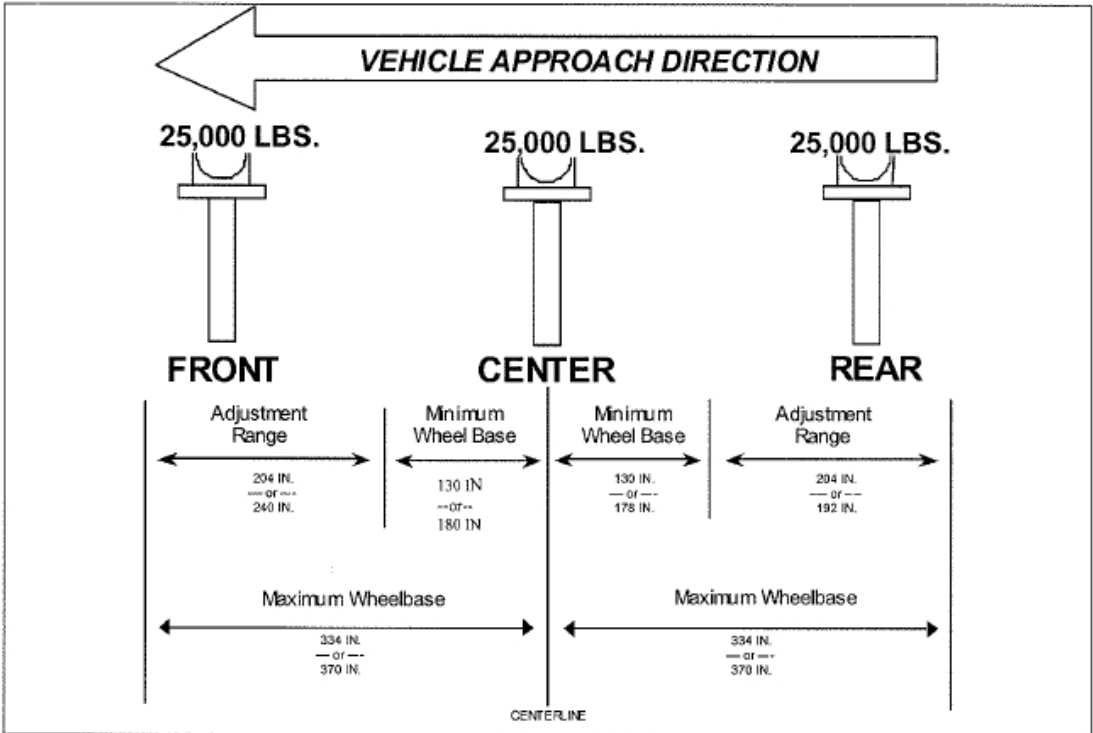 VEHICLE APPROACH DIRECTION
25,000 LBS.
25,000 LBS.
25,000 LBS.
FRONT
CENTER
REAR
Adjustment
Range
204 IN.
--- or ---
240 IN.
Minimum
Wheel Base
130 IN
--or--
180 IN
Minimum
Wheel Base
130 IN.
--- or ---
178 IN.
Adjustment
Range
204 IN.
--- or ---
192 IN.
Maximum Wheelbase
334 IN.
--- or ---
370 IN.
Maximum Wheelbase
334 IN.
--- or ---
370 IN.
CENTERLINE